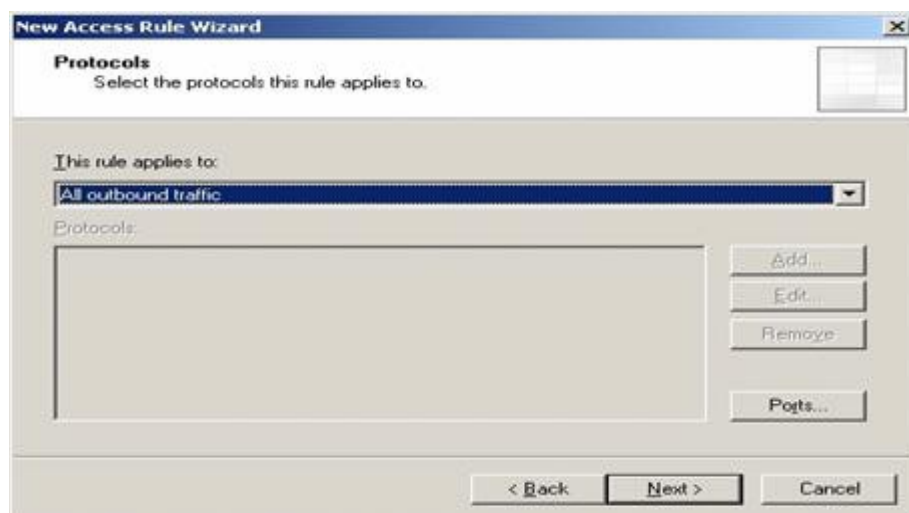 New Access Rule Wizard
Protocols
Select the protocols this rule applies to.
This rule applies to:
All outbound traffic
Protocols:
Add...
Edit...
Remove
Ports...
< Back
Next >
Cancel